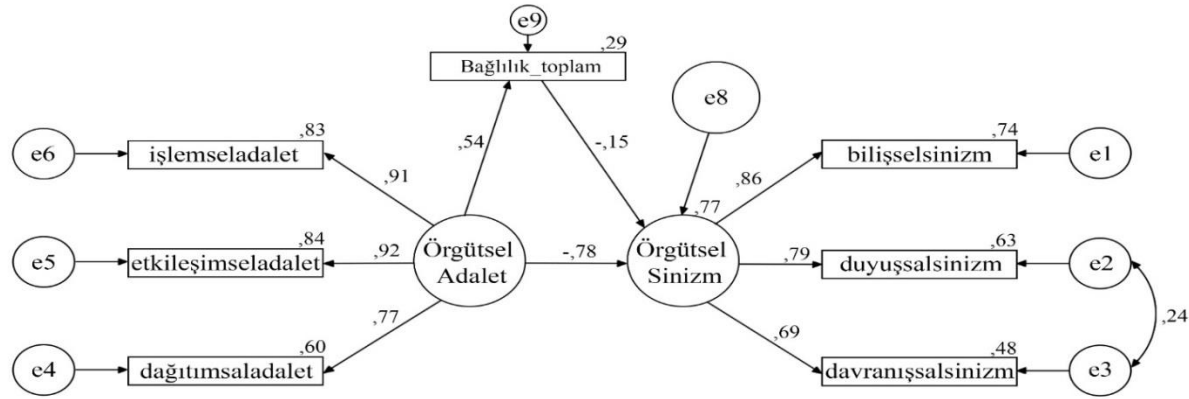 e9
,29
Bağlılık_toplam
e8
e6
,83
işlemseladalet
,54
-,15
,74
bilişselsinizm
e1
,91
,86
,77
e5
,84
etkileşimseladalet
,92
Örgütsel
Adalet
-,78
Örgütsel
Sinizm
,79
,63
duyuşsalsinizm
e2
,77
,69
,24
e4
,60
dağıtımsaladalet
,48
davranışsalsinizm
e3